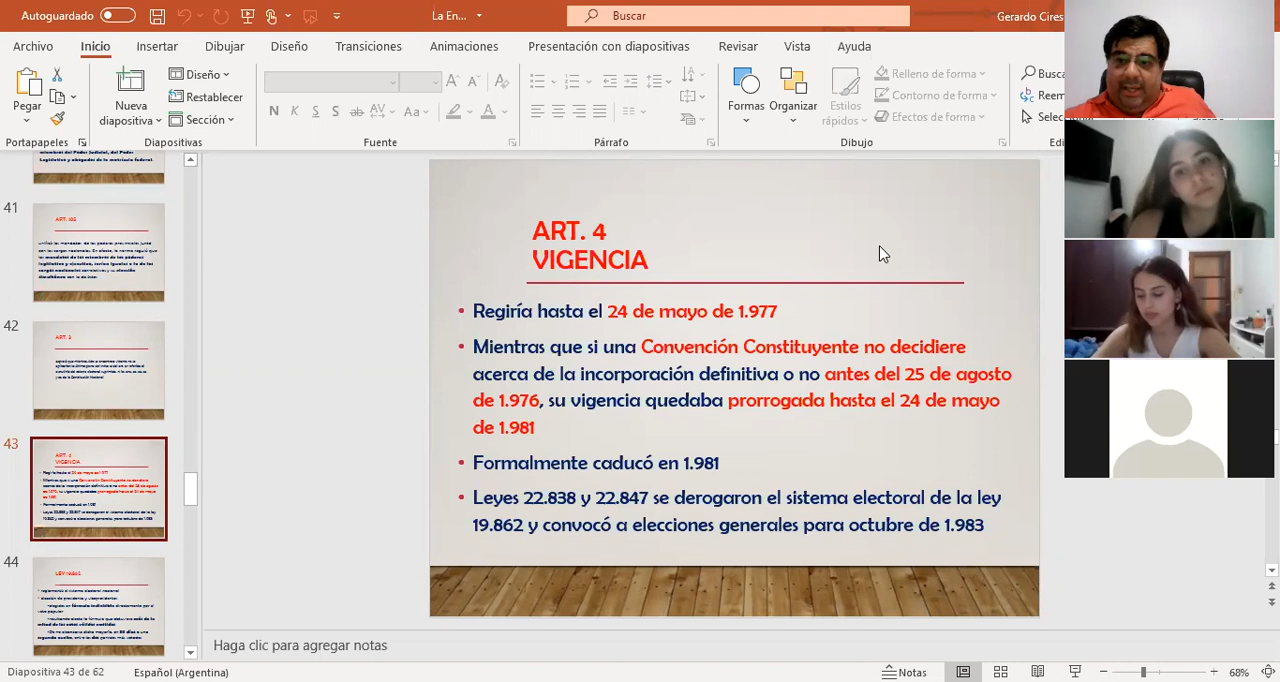 Autoguardado
La En...
Buscar
Gerardo Cires
Archivo
Inicio
Insertar
Dibujar
Diseño
Transiciones
Animaciones
Presentación con diapositivas
Revisar
Vista
Ayuda
Pegar
Nueva
diapositiva
Diseño
Restablecer
Sección
N K S S ab AV Aa A
Formas
Organizar
Estilos
rápidos
Relleno de forma
Contorno de forma
Efectos de forma
Busca
Reem
Selec
Portapapeles
Diapositivas
Fuente
Párrafo
Dibujo
Edi
41
ART. 102
42
ART. 3
43
ART. 4
VIGENCIA
44
LEY 19.862
ART. 4
VIGENCIA
• Regiría hasta el 24 de mayo de 1.977
• Mientras que si una Convención Constituyente no decidiere
acerca de la incorporación definitiva o no antes del 25 de agosto
de 1.976, su vigencia quedaba prorrogada hasta el 24 de mayo
de 1.981
• Formalmente caducó en 1.981
• Leyes 22.838 y 22.847 se derogaron el sistema electoral de la ley
19.862 y convocó a elecciones generales para octubre de 1.983
Haga clic para agregar notas
Diapositiva 43 de 62
Español (Argentina)
Notas
68%